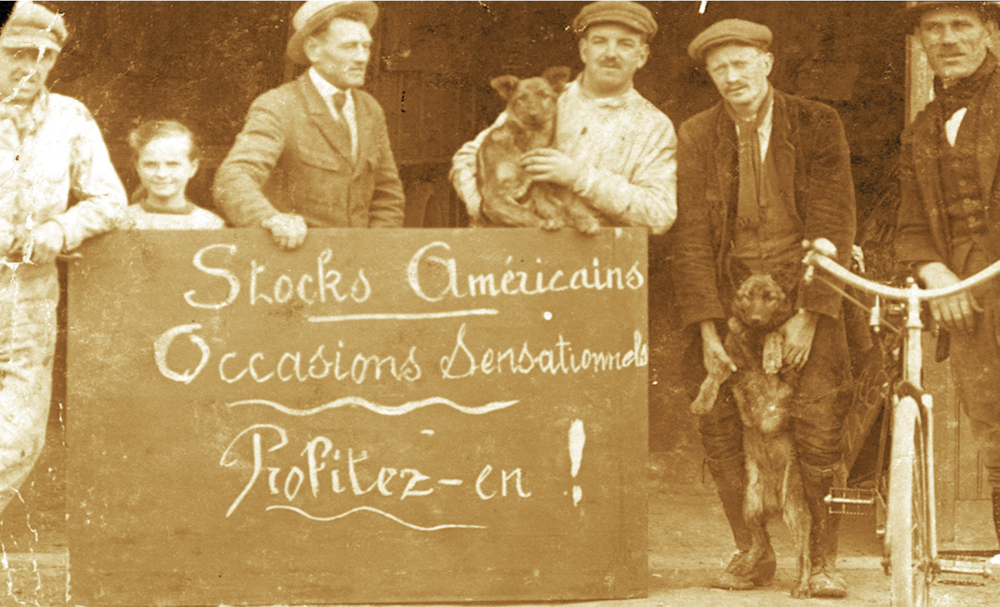 Stocks Américains
Occasions Sensationnels
Profitez-en !